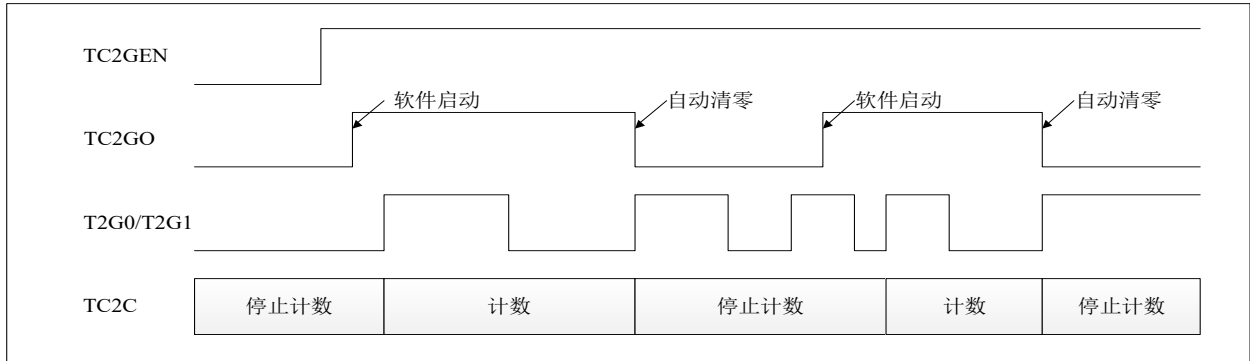 TC2GEN
软件启动 自动清零 软件启动 自动清零
TC2GO
T2G0/T2G1
TC2C 停止计数 计数 停止计数 计数 停止计数